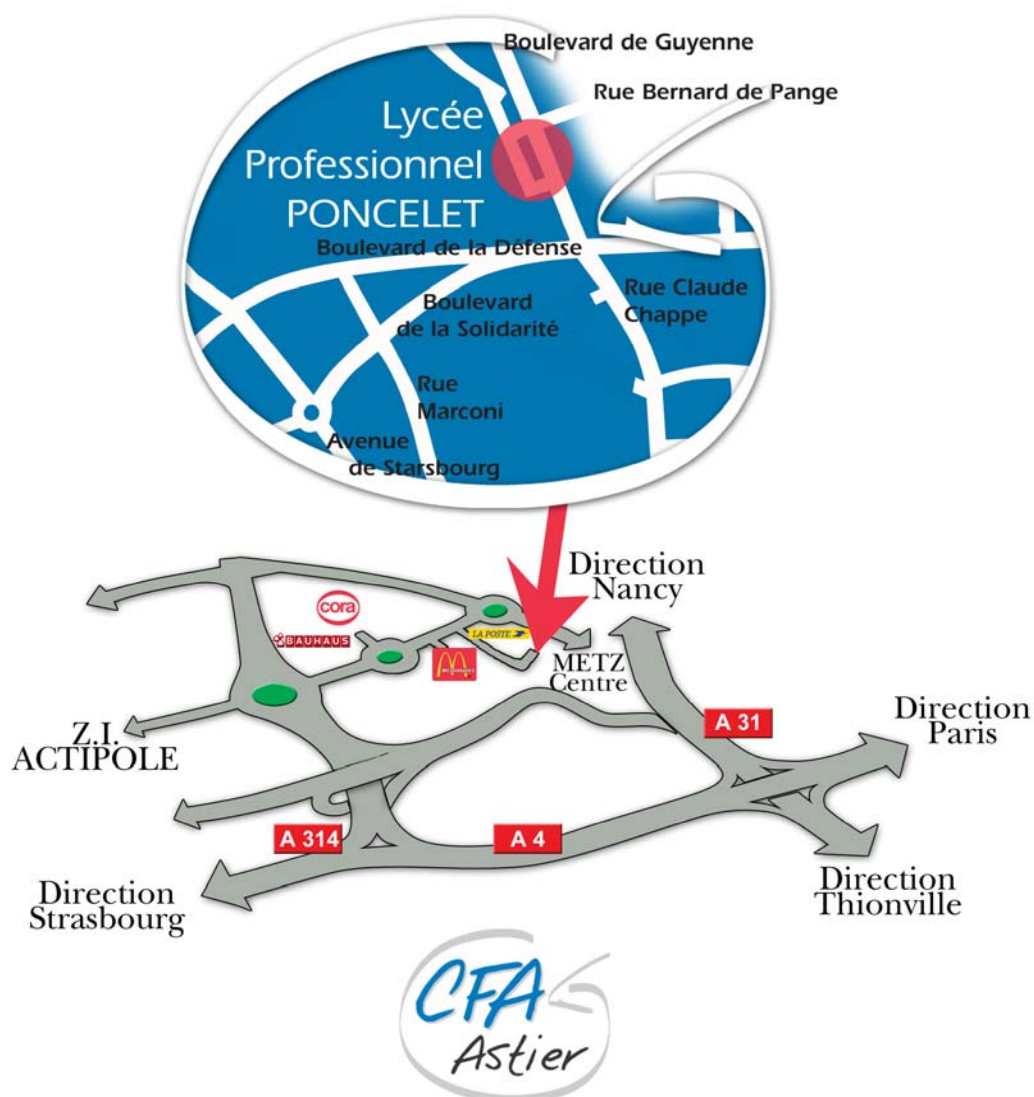 Boulevard de Guyenne
Rue Bernard de Pange
Lycée
Professionnel
PONCELET
Boulevard de la Défense
Rue Claude
Chappe
Boulevard
de la Solidarité
Rue
Marconi
Avenue
de Starsbourg
Direction
Nancy
cora
BAUHAUS
LA POSTE
METZ
Centre
A 31
Direction
Paris
Z.I.
ACTIPOLE
A 314
A 4
Direction
Strasbourg
Direction
Thionville
CFA
Astier